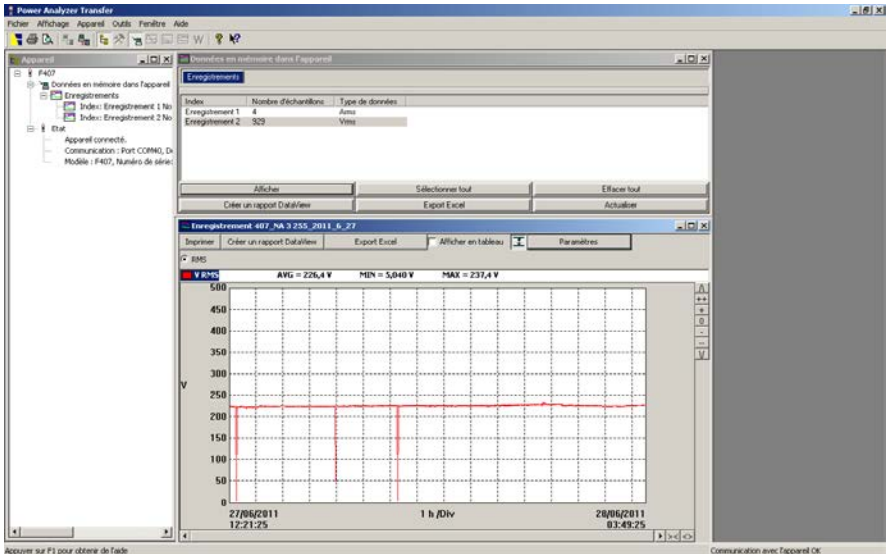 Power Analyzer Transfer
Fichier Affichage Appareil Outils Fenêtre Aide
Appareil
F407
Données en mémoire dans l'appareil
Enregistrements
Index: Enregistrement 1 No
Index: Enregistrement 2 No
Etat
Appareil connecté.
Communication : Port COM40, D
Modèle : F407, Numéro de série:
Données en mémoire dans l'appareil
Enregistrements
Index Nombre d'échantillons Type de données
Enregistrement 1 4 Arms
Enregistrement 2 929 Vrms
Afficher Sélectionner tout Effacer tout
Créer un rapport DataView Export Excel Actualiser
Enregistrement 407_NA 3 255_2011_6_27
Imprimer Créer un rapport DataView Export Excel Afficher en tableau Paramètres
RMS
V RMS AVG = 226,4 V MIN = 5,040 V MAX = 237,4 V
500
450
400
350
300
V
250
200
150
100
50
0
27/06/2011 1 h /Div 28/06/2011
12:21:25 03:49:25
Appuyer sur F1 pour obtenir de l'aide Communication avec l'appareil OK